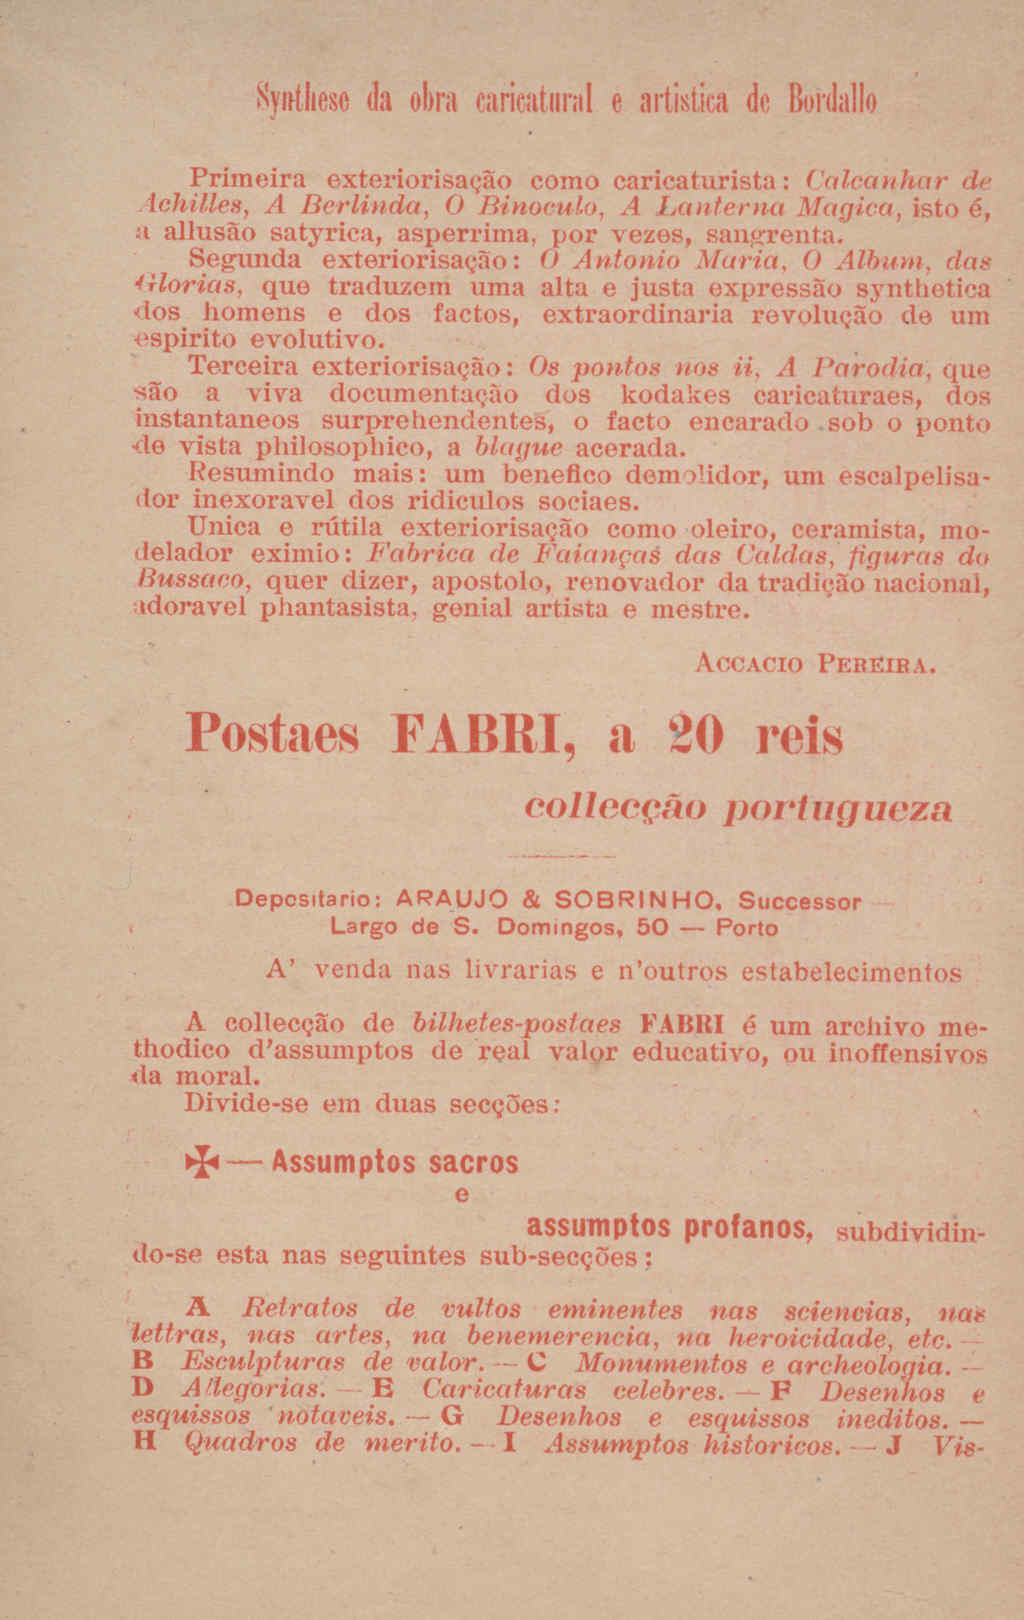 Synthese da obra caricatural e artistica de Bordallo
Primeira exteriorisação como caricaturista: Calcanhar de
Achilles, A Berlinda, O Binoculo, A Lanterna Magica, isto é,
a allusão satyrica, asperrima, por vezes, sangrenta.
Segunda exteriorisação: O Antonio Maria, O Album, das
Glorias, que traduzem uma alta e justa expressão synthetica
dos homens e dos factos, extraordinaria revolução de um
espirito evolutivo.
Terceira exteriorisação: Os pontos nos ii, A Parodia, que
são a viva documentação dos kodakes caricaturaes, dos
instantaneos surprehendentes, o facto encarado sob o ponto
de vista philosophico, a blague acerada.
Resumindo mais: um benefico demolidor, um escalpelisa-
dor inexoravel dos ridiculos sociaes.
Unica e rútila exteriorisação como oleiro, ceramista, mo-
delador eximio: Fabrica de Faianças das Caldas, figuras do
Bussaco, quer dizer, apostolo, renovador da tradição nacional,
adoravel phantasista, genial artista e mestre.
ACCACIO PEREIRA.
Postaes FABRI, a 20 reis
collecção portugueza
Depositario: ARAUJO & SOBRINHO, Successor
Largo de S. Domingos, 50 — Porto
A' venda nas livrarias e n'outros estabelecimentos
A collecção de bilhetes-postaes FABRI é um archivo me-
thodico d'assumptos de real valor educativo, ou inoffensivos
da moral.
Divide-se em duas secções:
✠ — Assumptos sacros
e
assumptos profanos, subdividin-
do-se esta nas seguintes sub-secções:
A Retratos de vultos eminentes nas sciencias, nas
lettras, nas artes, na benemerencia, na heroicidade, etc. —
B Esculpturas de valor. — C Monumentos e archeologia. —
D Allegorias. — E Caricaturas celebres. — F Desenhos e
esquissos notaveis. — G Desenhos e esquissos ineditos. —
H Quadros de merito. — I Assumptos historicos. — J Vis-